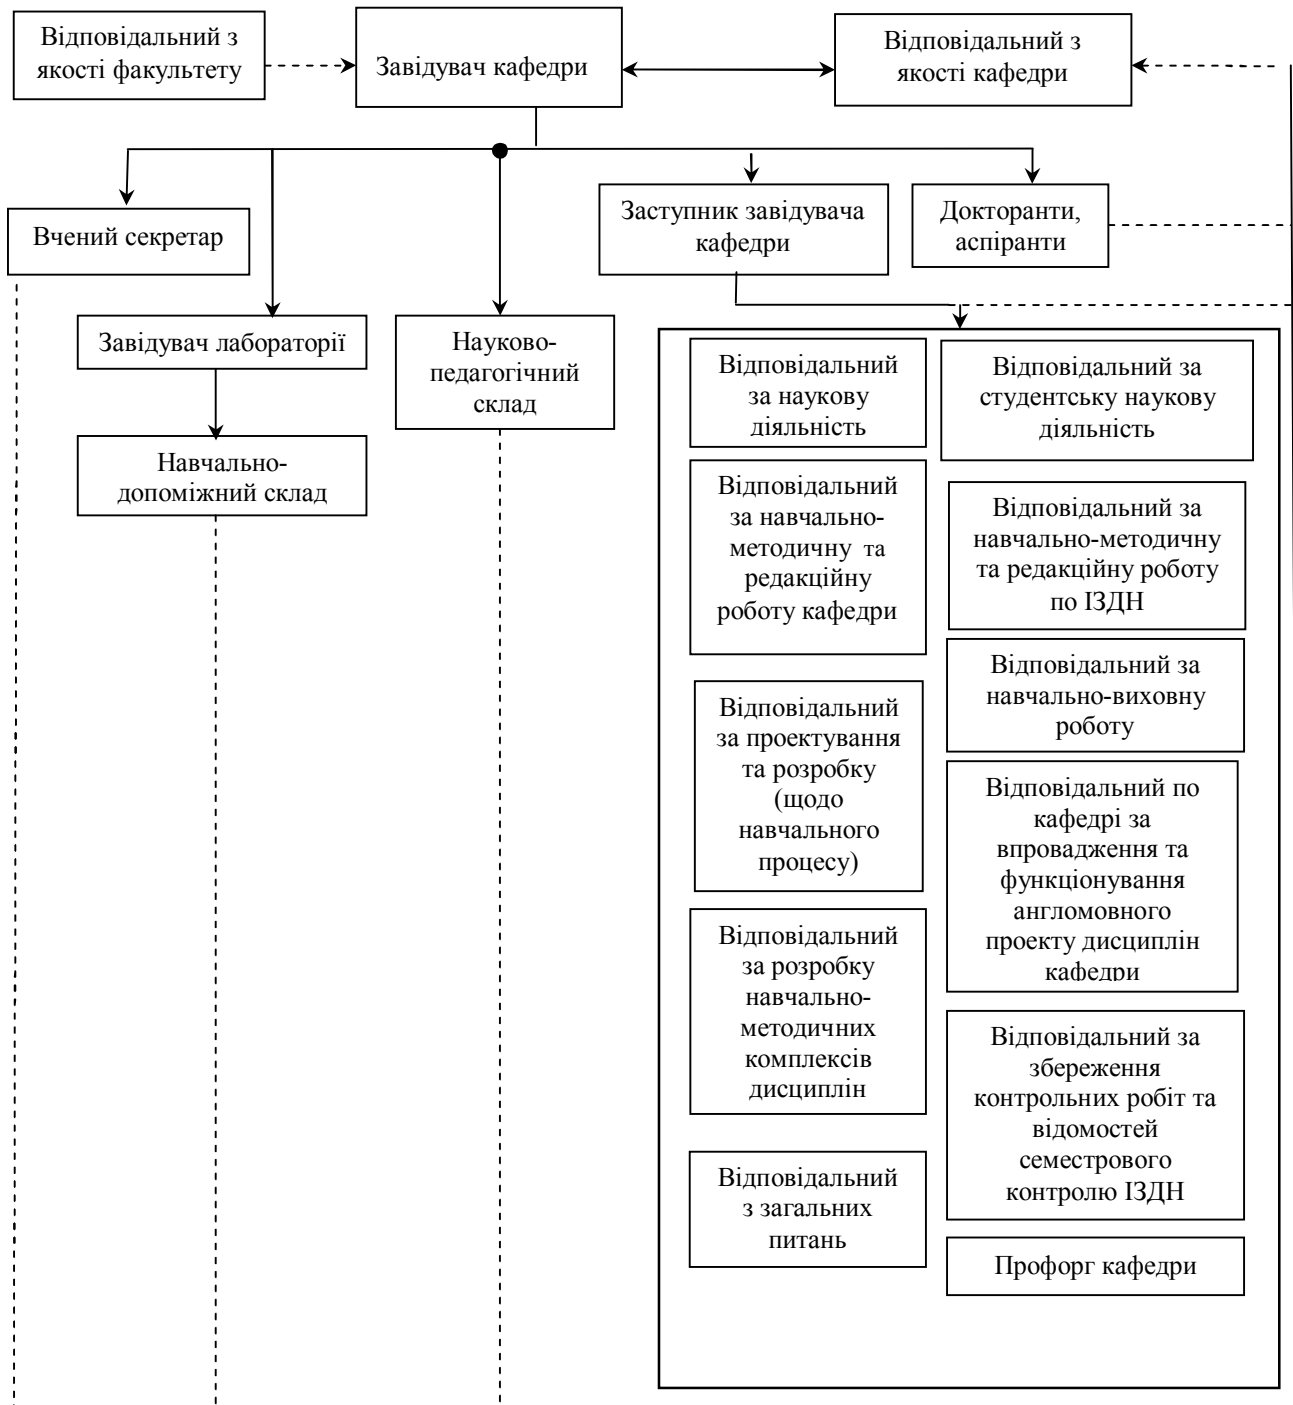 Відповідальний з
якості факультету
Завідувач кафедри
Відповідальний з
якості кафедри
Вчений секретар
Заступник завідувача
кафедри
Докторанти,
аспіранти
Завідувач лабораторії
Науково-
педагогічний
склад
Навчально-
допоміжний склад
Відповідальний
за наукову
діяльність
Відповідальний за
студентську наукову
діяльність
Відповідальний
за навчально-
методичну та
редакційну
роботу кафедри
Відповідальний за
навчально-методичну
та редакційну роботу
по ІЗДН
Відповідальний за
навчально-виховну
роботу
Відповідальний
за проектування
та розробку
(щодо
навчального
процесу)
Відповідальний по
кафедрі за
впровадження та
функціонування
англомовного
проекту дисциплін
кафедри
Відповідальний
за розробку
навчально-
методичних
комплексів
дисциплін
Відповідальний за
збереження
контрольних робіт та
відомостей
семестрового
контролю ІЗДН
Відповідальний
з загальних
питань
Профорг кафедри